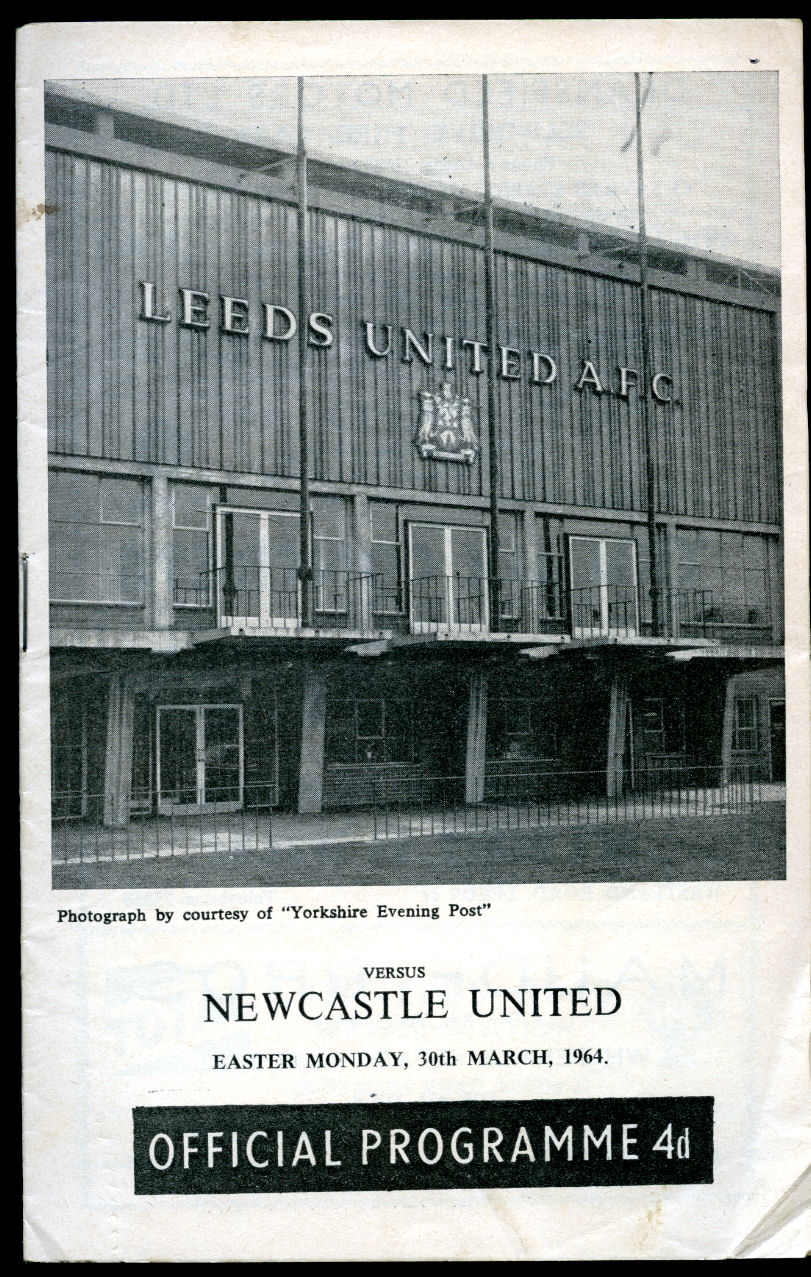 LEEDS UNITED A.F.C.
Photograph by courtesy of "Yorkshire Evening Post"
VERSUS
NEWCASTLE UNITED
EASTER MONDAY, 30th MARCH, 1964.
OFFICIAL PROGRAMME 4d